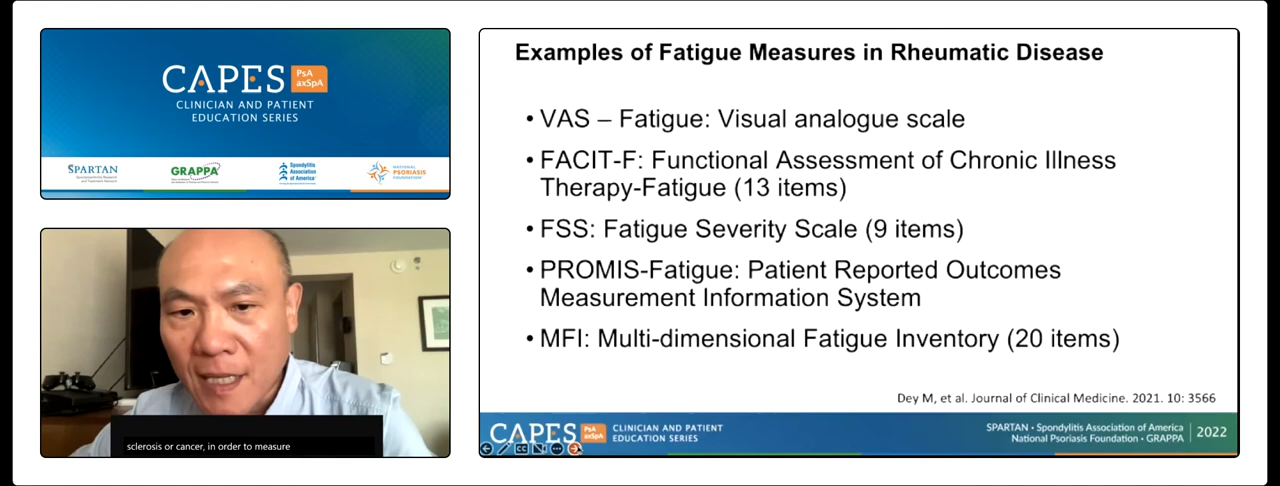 CAPES PsA
axSpA
CLINICIAN AND PATIENT
EDUCATION SERIES
SPARTAN
GRAPPA
Spondylitis
Association
of America
NATIONAL
PSORIASIS
FOUNDATION
sclerosis or cancer, in order to measure
Examples of Fatigue Measures in Rheumatic Disease
• VAS – Fatigue: Visual analogue scale
• FACIT-F: Functional Assessment of Chronic Illness
Therapy-Fatigue (13 items)
• FSS: Fatigue Severity Scale (9 items)
• PROMIS-Fatigue: Patient Reported Outcomes
Measurement Information System
• MFI: Multi-dimensional Fatigue Inventory (20 items)
Dey M, et al. Journal of Clinical Medicine. 2021. 10: 3566
CAPES PsA
axSpA
CLINICIAN AND PATIENT
EDUCATION SERIES
SPARTAN • Spondylitis Association of America
National Psoriasis Foundation • GRAPPA
2022